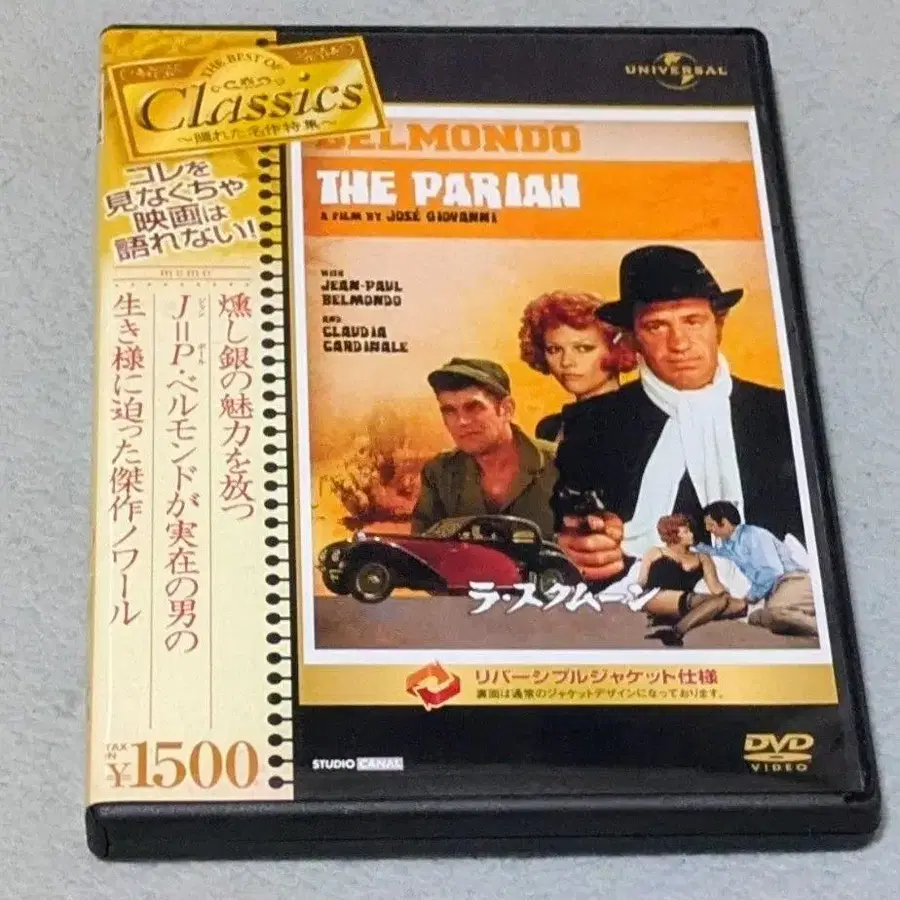 THE BEST OF
Classics
～隠れた名作特集～
コレを
見なくちゃ
映画は
語れない!
燻し銀の魅力を放つ
J=P・ベルモンドが実在の男の
ジャン ポール
生き様に迫った傑作ノワール
TAX
IN
¥1500
UNIVERSAL
BELMONDO
THE PARIAH
A FILM BY JOSÉ GIOVANNI
WITH
JEAN-PAUL
BELMONDO
AND
CLAUDIA
CARDINALE
ラ・スクムーン
リバーシブルジャケット仕様
裏面は通常のジャケットデザインになっております。
STUDIO CANAL
DVD
VIDEO